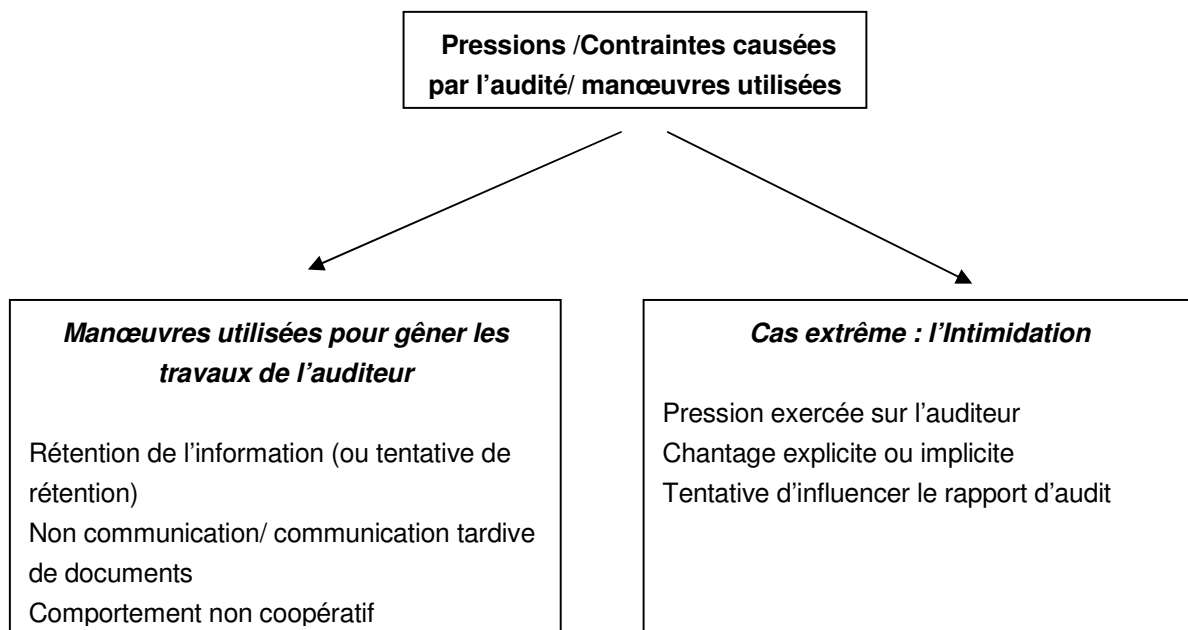 Pressions /Contraintes causées
par l’audité/ manœuvres utilisées
Manœuvres utilisées pour gêner les
travaux de l’auditeur
Rétention de l’information (ou tentative de
rétention)
Non communication/ communication tardive
de documents
Comportement non coopératif
Cas extrême : l’Intimidation
Pression exercée sur l’auditeur
Chantage explicite ou implicite
Tentative d’influencer le rapport d’audit